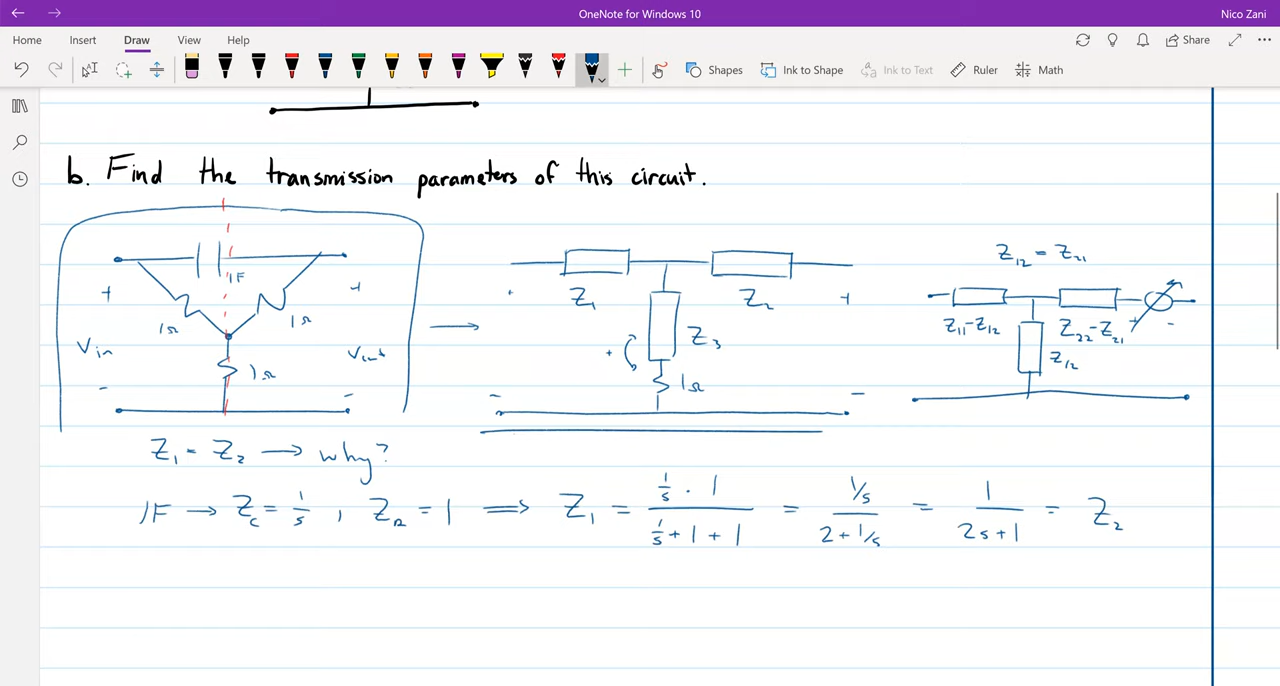 OneNote for Windows 10
Nico Zani
Home Insert Draw View Help
Share
Shapes Ink to Shape Ink to Text Ruler Math
b. Find the transmission parameters of this circuit.
1F
+ +
1Ω 1Ω
Vin Vout
1Ω
- -
Z₁ Z₂
+
Z₃
+
1Ω
- -
Z₁₂ = Z₂₁
Z₁₁-Z₁₂ Z₂₂-Z₂₁
+ -
Z₁₂
Z₁ = Z₂ → why?
1F → Z_C = 1/s , Z_R = 1 ⟹ Z₁ = (1/s · 1)/(1/s + 1 + 1) = (1/s)/(2 + 1/s) = 1/(2s+1) = Z₂